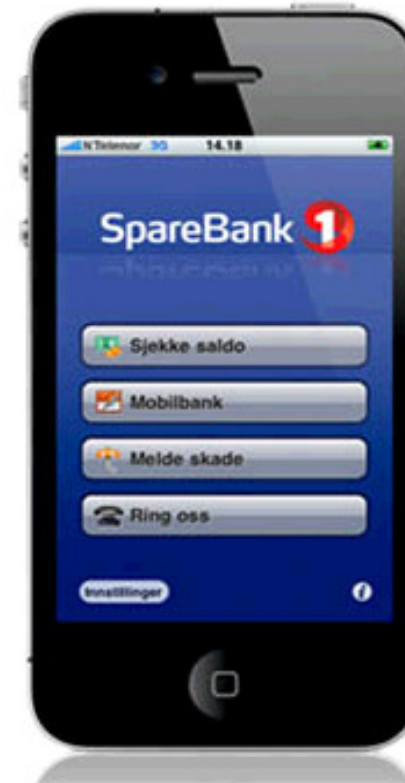 N Telenor 3G 14.18
SpareBank 1
Sjekke saldo
Mobilbank
Melde skade
Ring oss
Innstillinger
i